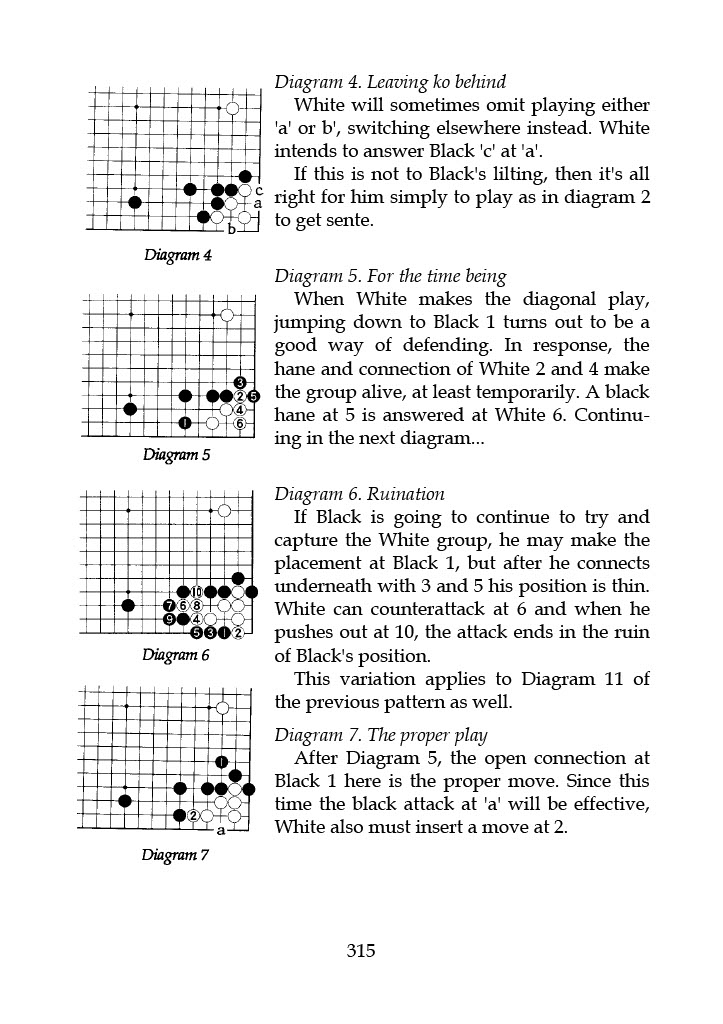 Diagram 4. Leaving ko behind
White will sometimes omit playing either
'a' or b', switching elsewhere instead. White
intends to answer Black 'c' at 'a'.
If this is not to Black's lilting, then it's all
right for him simply to play as in diagram 2
to get sente.
c
a
b
Diagram 4
Diagram 5. For the time being
When White makes the diagonal play,
jumping down to Black 1 turns out to be a
good way of defending. In response, the
hane and connection of White 2 and 4 make
the group alive, at least temporarily. A black
hane at 5 is answered at White 6. Continu-
ing in the next diagram...
3
2 5
4
1 6
Diagram 5
Diagram 6. Ruination
If Black is going to continue to try and
capture the White group, he may make the
placement at Black 1, but after he connects
underneath with 3 and 5 his position is thin.
White can counterattack at 6 and when he
pushes out at 10, the attack ends in the ruin
of Black's position.
This variation applies to Diagram 11 of
the previous pattern as well.
10
7 6 8
9 4
5 3 1 2
Diagram 6
Diagram 7. The proper play
After Diagram 5, the open connection at
Black 1 here is the proper move. Since this
time the black attack at 'a' will be effective,
White also must insert a move at 2.
1
2
a
Diagram 7
315